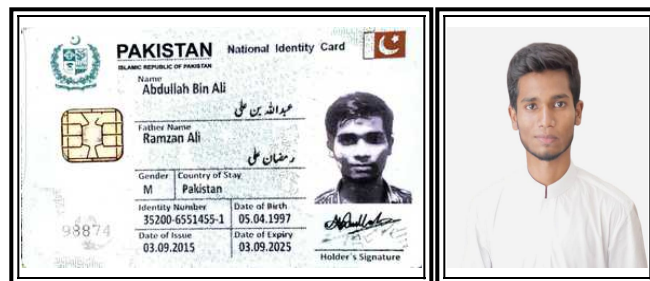 PAKISTAN National Identity Card
ISLAMIC REPUBLIC OF PAKISTAN
Name
Abdullah Bin Ali
عبداللہ بن علی
Father Name
Ramzan Ali
رمضان علی
Gender Country of Stay
M Pakistan
Identity Number Date of Birth
35200-6551455-1 05.04.1997
Date of Issue Date of Expiry
03.09.2015 03.09.2025
98874
Holder's Signature